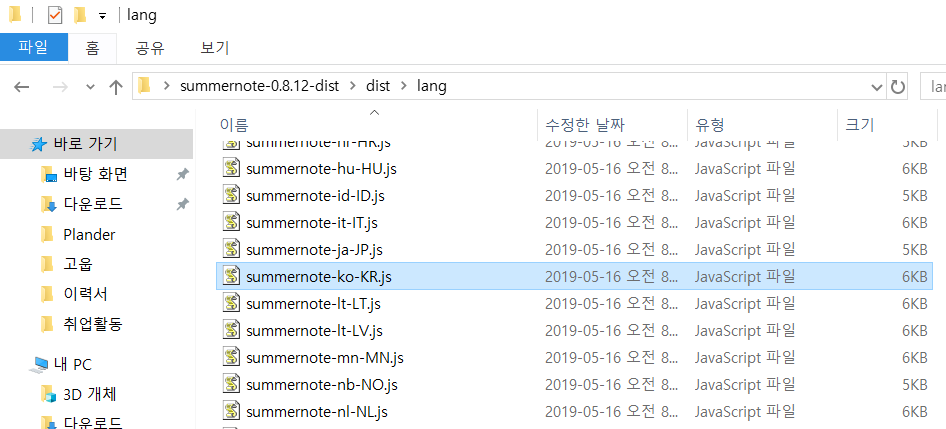 lang
파일 홈 공유 보기
summernote-0.8.12-dist > dist > lang
lan
이름 수정한 날짜 유형 크기
바로 가기
바탕 화면
다운로드
Plander
고웁
이력서
취업활동
내 PC
3D 개체
다운로드
summernote-hr-HR.js 2019-05-16 오전 8... JavaScript 파일 5KB
summernote-hu-HU.js 2019-05-16 오전 8... JavaScript 파일 6KB
summernote-id-ID.js 2019-05-16 오전 8... JavaScript 파일 5KB
summernote-it-IT.js 2019-05-16 오전 8... JavaScript 파일 6KB
summernote-ja-JP.js 2019-05-16 오전 8... JavaScript 파일 5KB
summernote-ko-KR.js 2019-05-16 오전 8... JavaScript 파일 6KB
summernote-lt-LT.js 2019-05-16 오전 8... JavaScript 파일 6KB
summernote-lt-LV.js 2019-05-16 오전 8... JavaScript 파일 6KB
summernote-mn-MN.js 2019-05-16 오전 8... JavaScript 파일 6KB
summernote-nb-NO.js 2019-05-16 오전 8... JavaScript 파일 5KB
summernote-nl-NL.js 2019-05-16 오전 8... JavaScript 파일 6KB